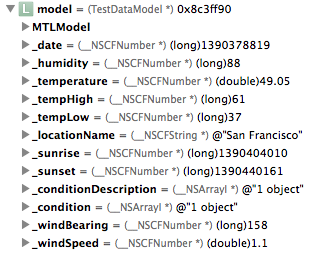 L model = (TestDataModel *) 0x8c3ff90
MTLModel
_date = (__NSCFNumber *) (long)1390378819
_humidity = (__NSCFNumber *) (long)88
_temperature = (__NSCFNumber *) (double)49.05
_tempHigh = (__NSCFNumber *) (long)61
_tempLow = (__NSCFNumber *) (long)37
_locationName = (__NSCFString *) @"San Francisco"
_sunrise = (__NSCFNumber *) (long)1390404010
_sunset = (__NSCFNumber *) (long)1390440161
_conditionDescription = (__NSArrayI *) @"1 object"
_condition = (__NSArrayI *) @"1 object"
_windBearing = (__NSCFNumber *) (long)158
_windSpeed = (__NSCFNumber *) (double)1.1